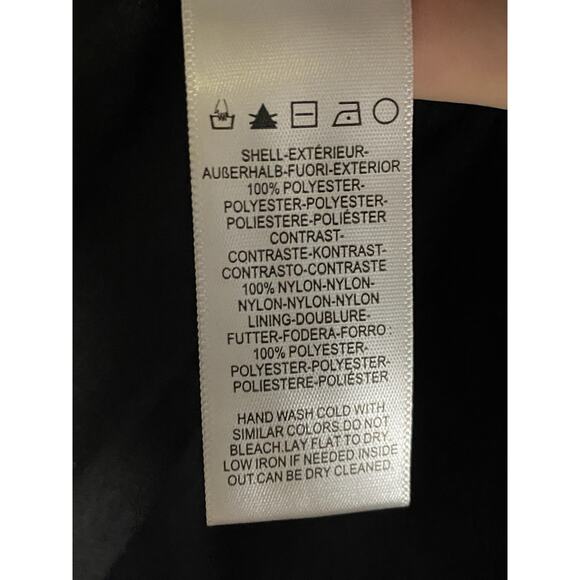 SHELL-EXTÉRIEUR-
AUßERHALB-FUORI-EXTERIOR
100% POLYESTER-
POLYESTER-POLYESTER-
POLIESTERE-POLIÉSTER
CONTRAST-
CONTRASTE-KONTRAST-
CONTRASTO-CONTRASTE
100% NYLON-NYLON-
NYLON-NYLON-NYLON
LINING-DOUBLURE-
FUTTER-FODERA-FORRO :
100% POLYESTER-
POLYESTER-POLYESTER-
POLIESTERE-POLIÉSTER
HAND WASH COLD WITH
SIMILAR COLORS.DO NOT
BLEACH.LAY FLAT TO DRY.
LOW IRON IF NEEDED INSIDE
OUT.CAN BE DRY CLEANED.